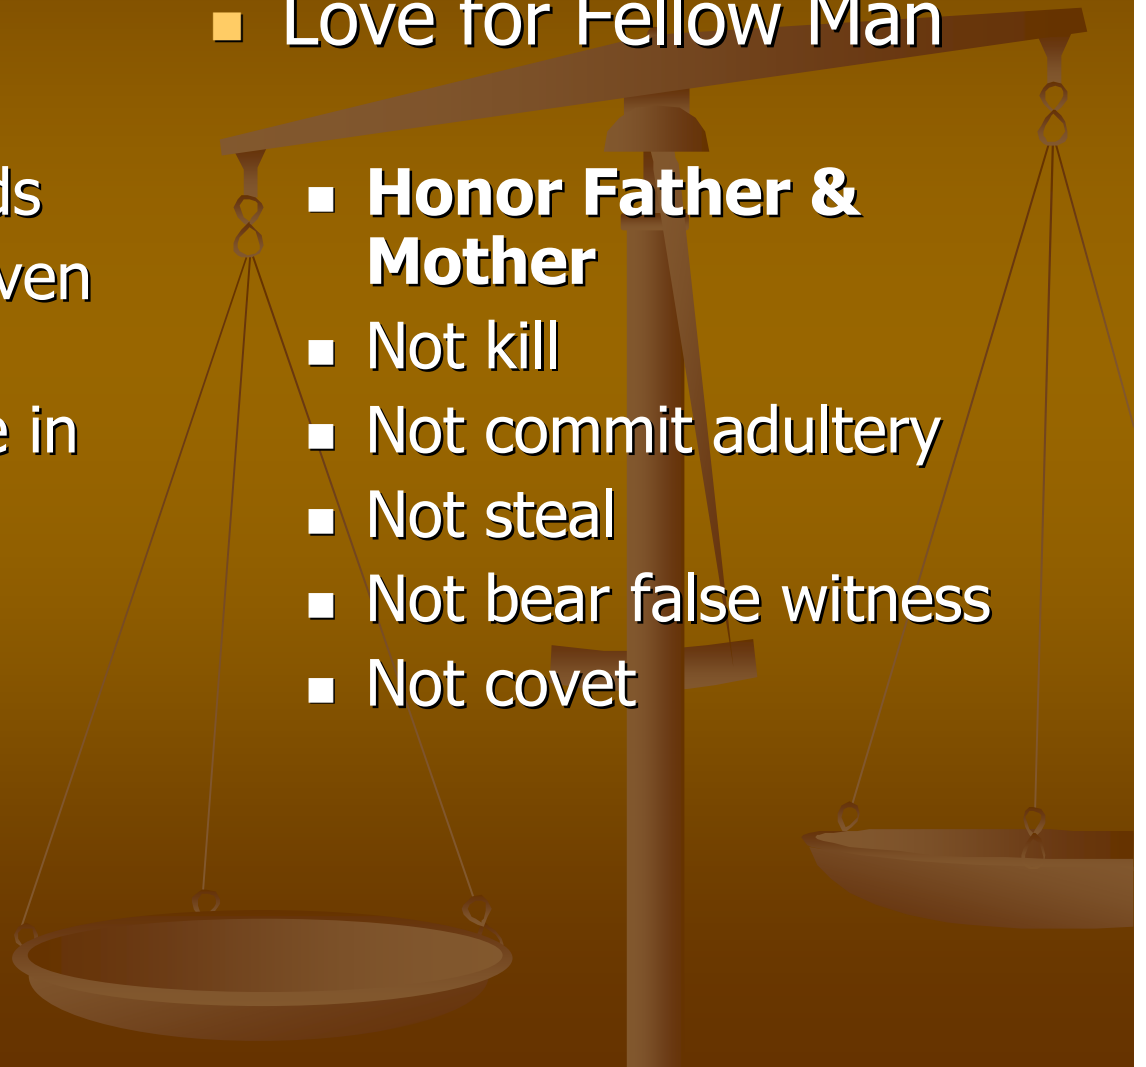 Love for Fellow Man
Honor Father &
Mother
Not kill
Not commit adultery
Not steal
Not bear false witness
Not covet
in